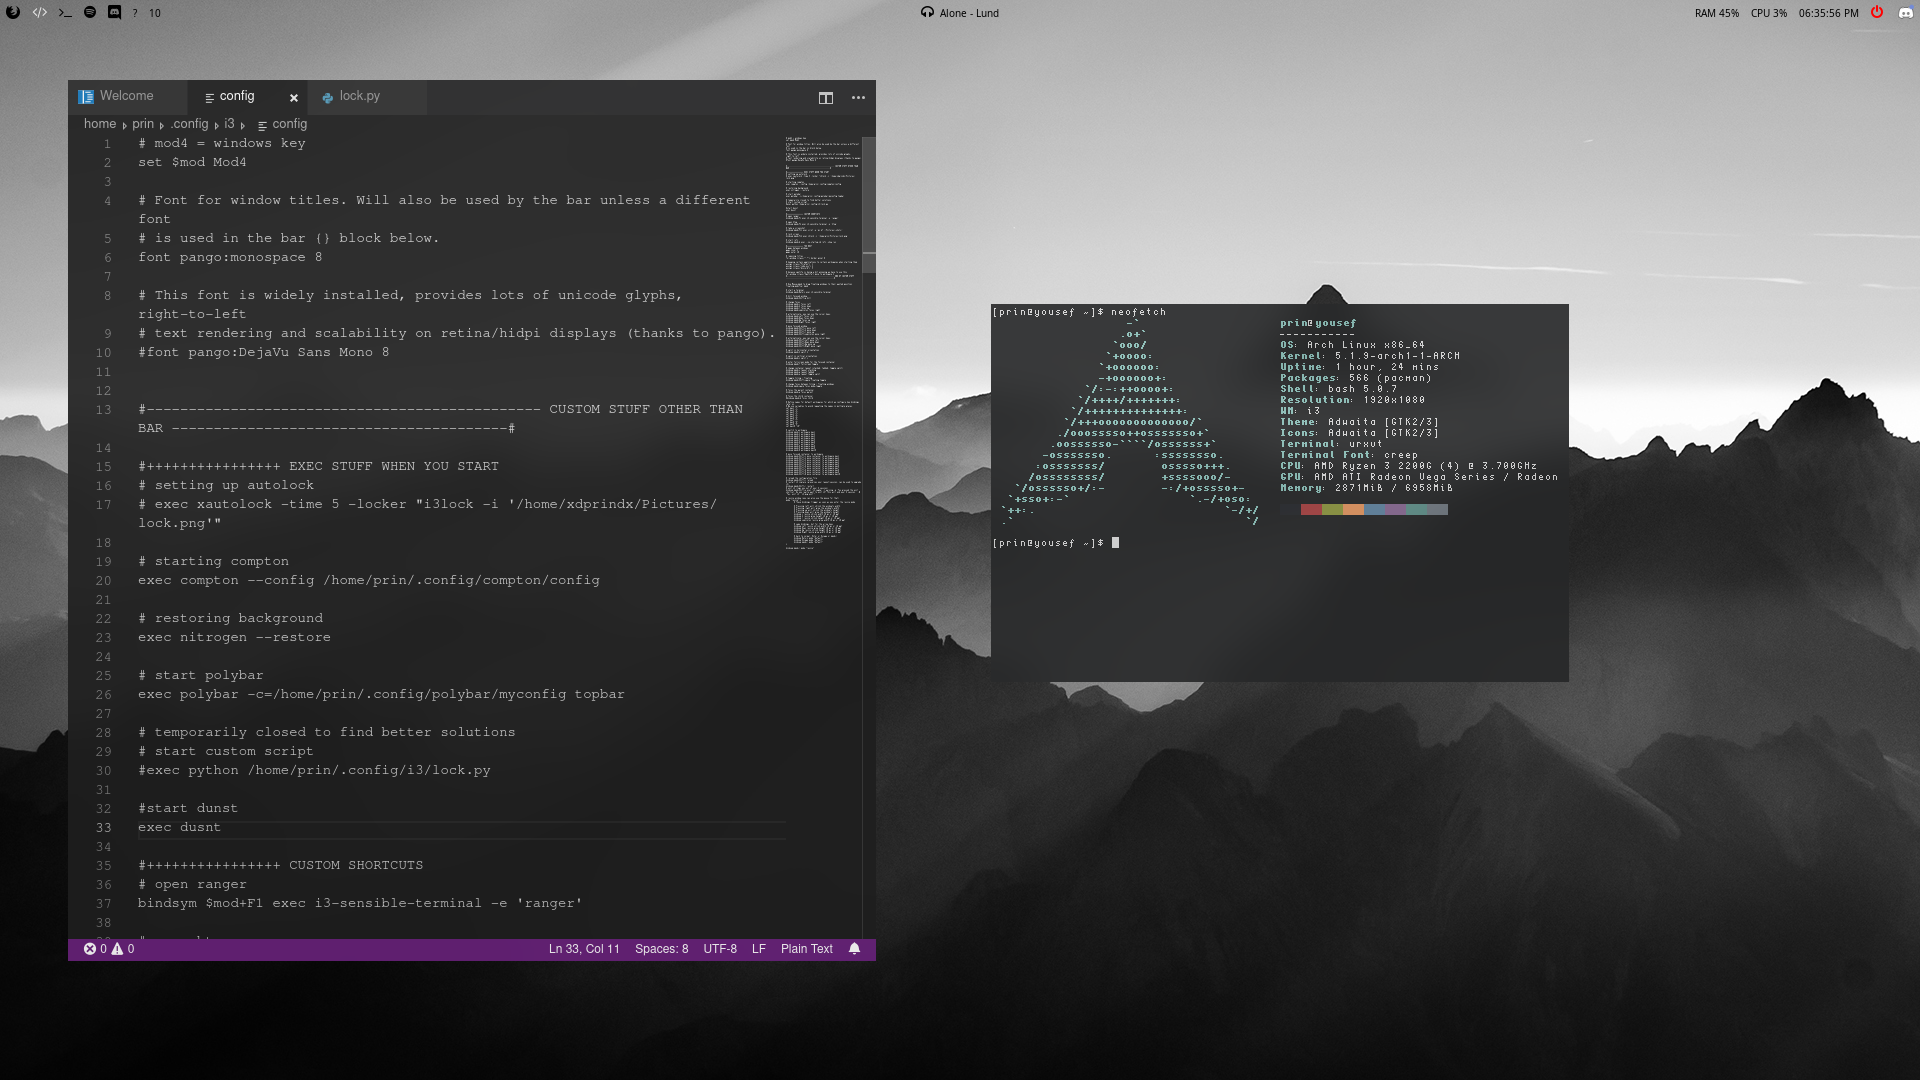 ? 10
Alone - Lund
RAM 45% CPU 3% 06:35:56 PM
Welcome config lock.py
home prin .config i3 config
1 # mod4 = windows key
2 set $mod Mod4
3
4 # Font for window titles. Will also be used by the bar unless a different
font
5 # is used in the bar {} block below.
6 font pango:monospace 8
7
8 # This font is widely installed, provides lots of unicode glyphs,
right-to-left
9 # text rendering and scalability on retina/hidpi displays (thanks to pango).
10 #font pango:DejaVu Sans Mono 8
11
12
13 #----------------------------------------------- CUSTOM STUFF OTHER THAN
BAR ----------------------------------------#
14
15 #++++++++++++++++ EXEC STUFF WHEN YOU START
16 # setting up autolock
17 # exec xautolock -time 5 -locker "i3lock -i '/home/xdprindx/Pictures/
lock.png'"
18
19 # starting compton
20 exec compton --config /home/prin/.config/compton/config
21
22 # restoring background
23 exec nitrogen --restore
24
25 # start polybar
26 exec polybar -c=/home/prin/.config/polybar/myconfig topbar
27
28 # temporarily closed to find better solutions
29 # start custom script
30 #exec python /home/prin/.config/i3/lock.py
31
32 #start dunst
33 exec dusnt
34
35 #++++++++++++++++ CUSTOM SHORTCUTS
36 # open ranger
37 bindsym $mod+F1 exec i3-sensible-terminal -e 'ranger'
38
0 0 Ln 33, Col 11 Spaces: 8 UTF-8 LF Plain Text
[prin@yousef ~]$ neofetch
prin@yousef
-----------
OS: Arch Linux x86_64
Kernel: 5.1.9-arch1-1-ARCH
Uptime: 1 hour, 24 mins
Packages: 566 (pacman)
Shell: bash 5.0.7
Resolution: 1920x1080
WM: i3
Theme: Adwaita [GTK2/3]
Icons: Adwaita [GTK2/3]
Terminal: urxvt
Terminal Font: creep
CPU: AMD Ryzen 3 2200G (4) @ 3.700GHz
GPU: AMD ATI Radeon Vega Series / Radeon
Memory: 2871MiB / 6958MiB
[prin@yousef ~]$